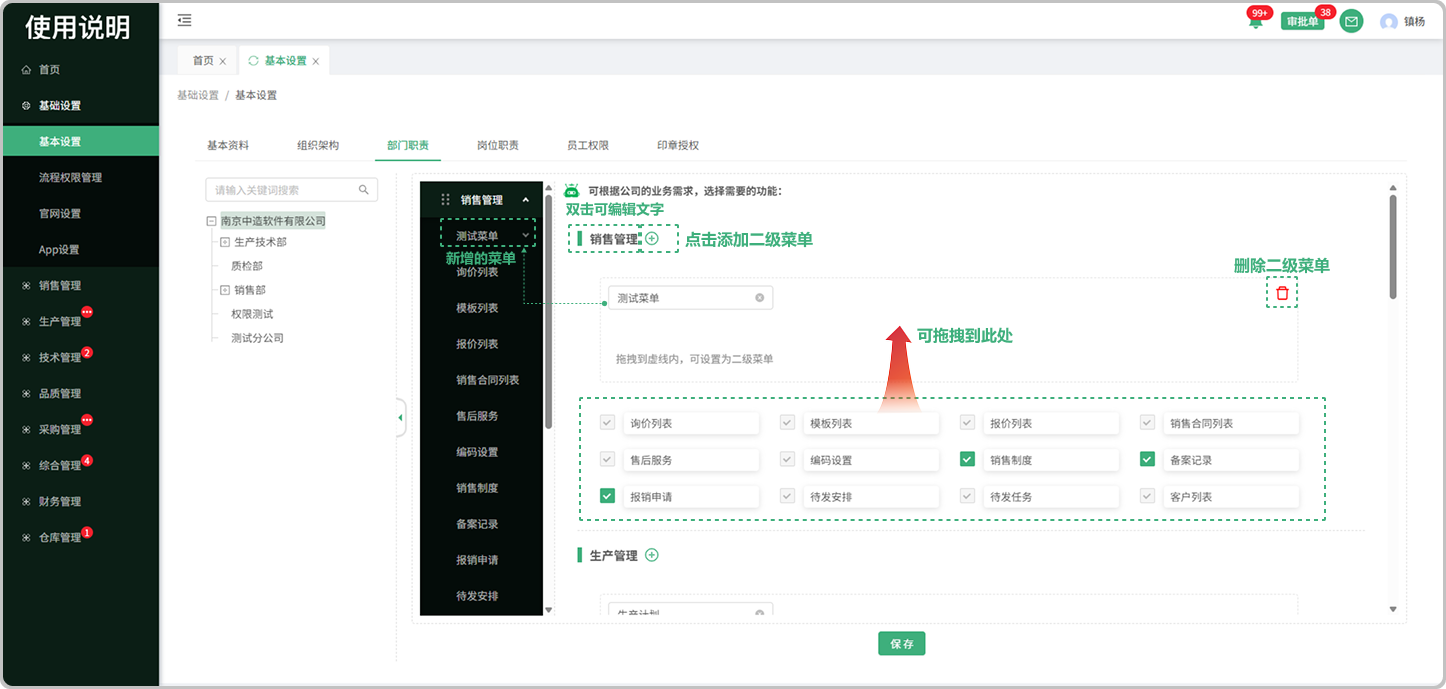 使用说明
首页
基础设置
基本设置
流程权限管理
官网设置
App设置
销售管理
生产管理
技术管理 2
品质管理
采购管理
综合管理 4
财务管理
仓库管理 1
99+
审批单 38
镇杨
首页
基本设置
基础设置 / 基本设置
基本资料 组织架构 部门职责 岗位职责 员工权限 印章授权
请输入关键词搜索
南京中造软件有限公司
生产技术部
质检部
销售部
权限测试
测试分公司
销售管理
测试菜单
新增的菜单
询价列表
模板列表
报价列表
销售合同列表
售后服务
编码设置
销售制度
备案记录
报销申请
待发安排
可根据公司的业务需求，选择需要的功能：
双击可编辑文字
销售管理
点击添加二级菜单
删除二级菜单
测试菜单
可拖拽到此处
拖拽到虚线内，可设置为二级菜单
询价列表 模板列表 报价列表 销售合同列表
售后服务 编码设置 销售制度 备案记录
报销申请 待发安排 待发任务 客户列表
生产管理
生产计划
保存